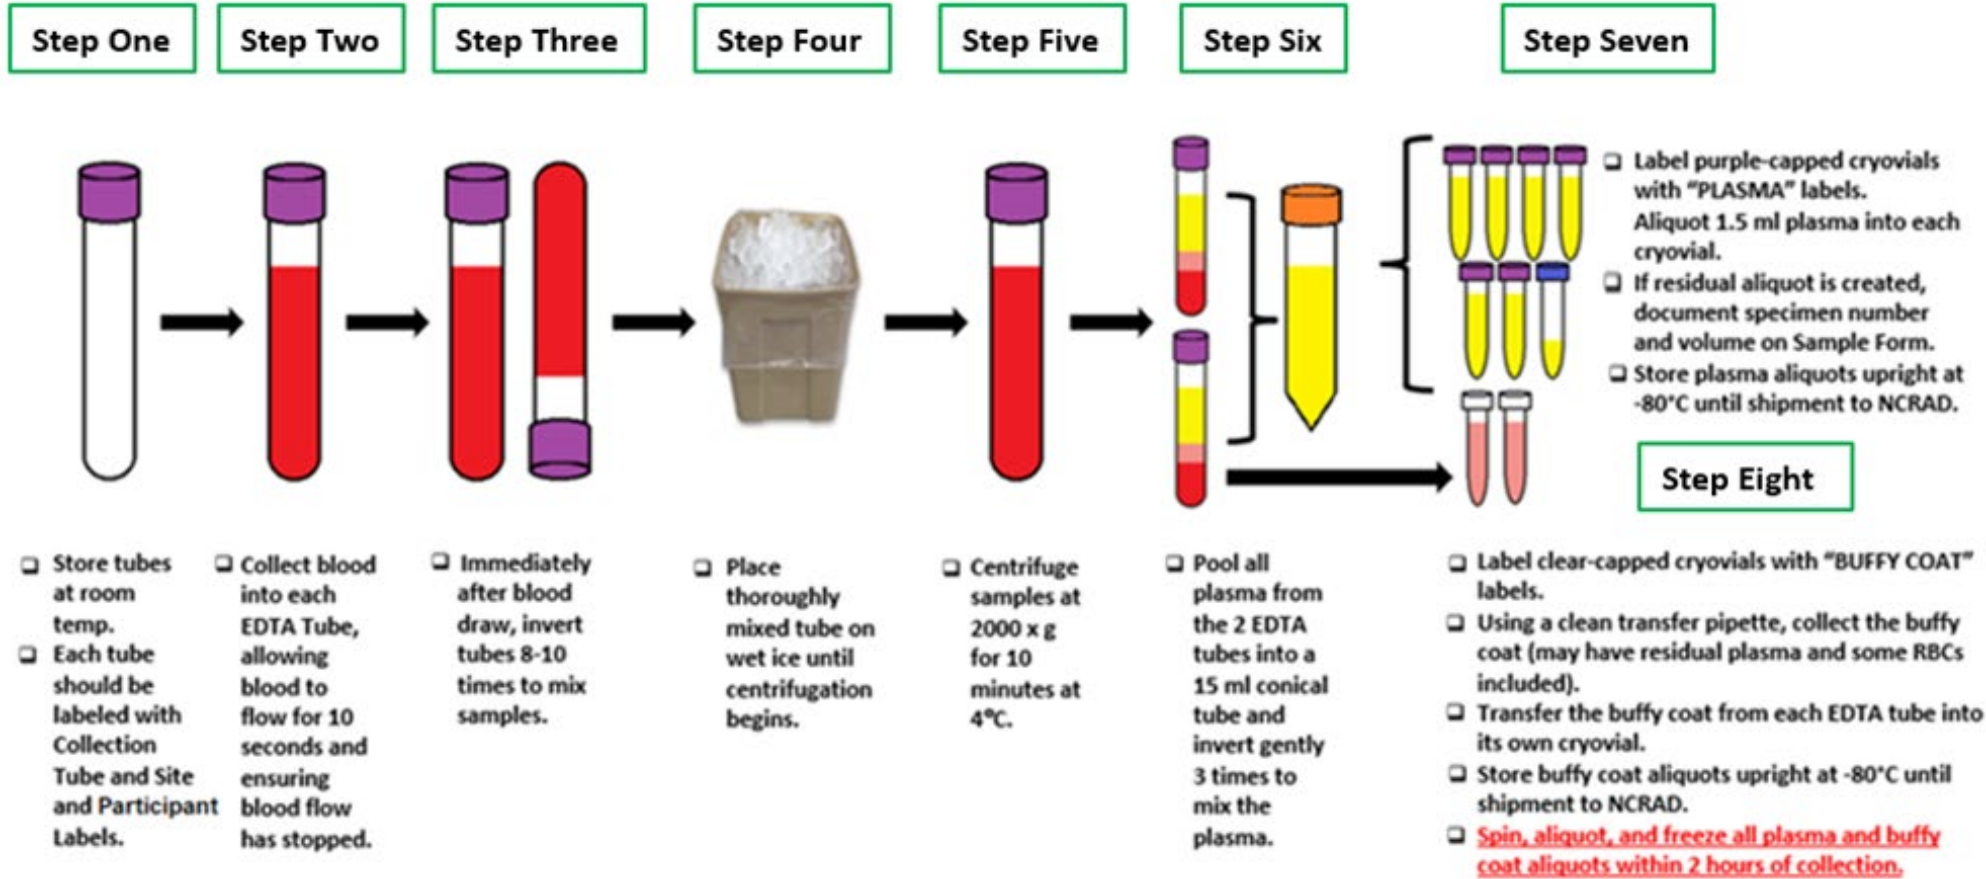 Step One
Step Two
Step Three
Step Four
Step Five
Step Six
Step Seven
❑ Label purple-capped cryovials
with “PLASMA” labels.
Aliquot 1.5 ml plasma into each
cryovial.
❑ If residual aliquot is created,
document specimen number
and volume on Sample Form.
❑ Store plasma aliquots upright at
-80°C until shipment to NCRAD.
Step Eight
❑ Store tubes
at room
temp.
❑ Each tube
should be
labeled with
Collection
Tube and Site
and Participant
Labels.
❑ Collect blood
into each
EDTA Tube,
allowing
blood to
flow for 10
seconds and
ensuring
blood flow
has stopped.
❑ Immediately
after blood
draw, invert
tubes 8-10
times to mix
samples.
❑ Place
thoroughly
mixed tube on
wet ice until
centrifugation
begins.
❑ Centrifuge
samples at
2000 x g
for 10
minutes at
4°C.
❑ Pool all
plasma from
the 2 EDTA
tubes into a
15 ml conical
tube and
invert gently
3 times to
mix the
plasma.
❑ Label clear-capped cryovials with “BUFFY COAT”
labels.
❑ Using a clean transfer pipette, collect the buffy
coat (may have residual plasma and some RBCs
included).
❑ Transfer the buffy coat from each EDTA tube into
its own cryovial.
❑ Store buffy coat aliquots upright at -80°C until
shipment to NCRAD.
❑ Spin, aliquot, and freeze all plasma and buffy
coat aliquots within 2 hours of collection.